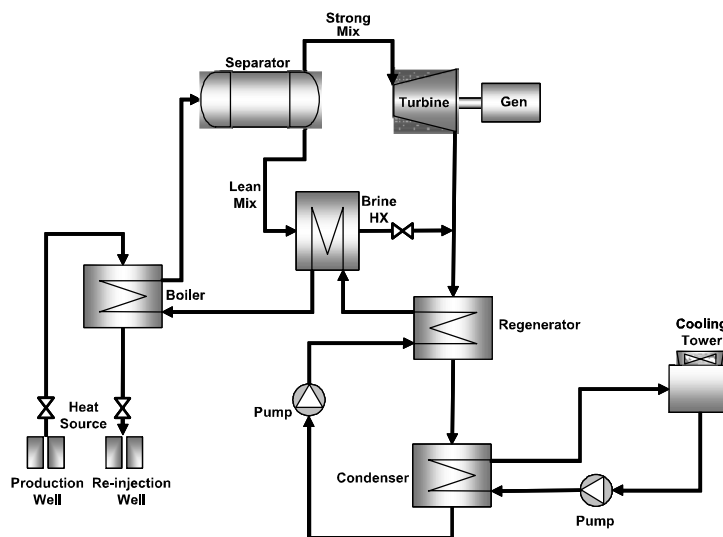 Strong
Mix
Separator
Turbine
Gen
Lean
Mix
Brine
HX
Boiler
Regenerator
Cooling
Tower
Heat
Source
Pump
Condenser
Production
Well
Re-injection
Well
Pump